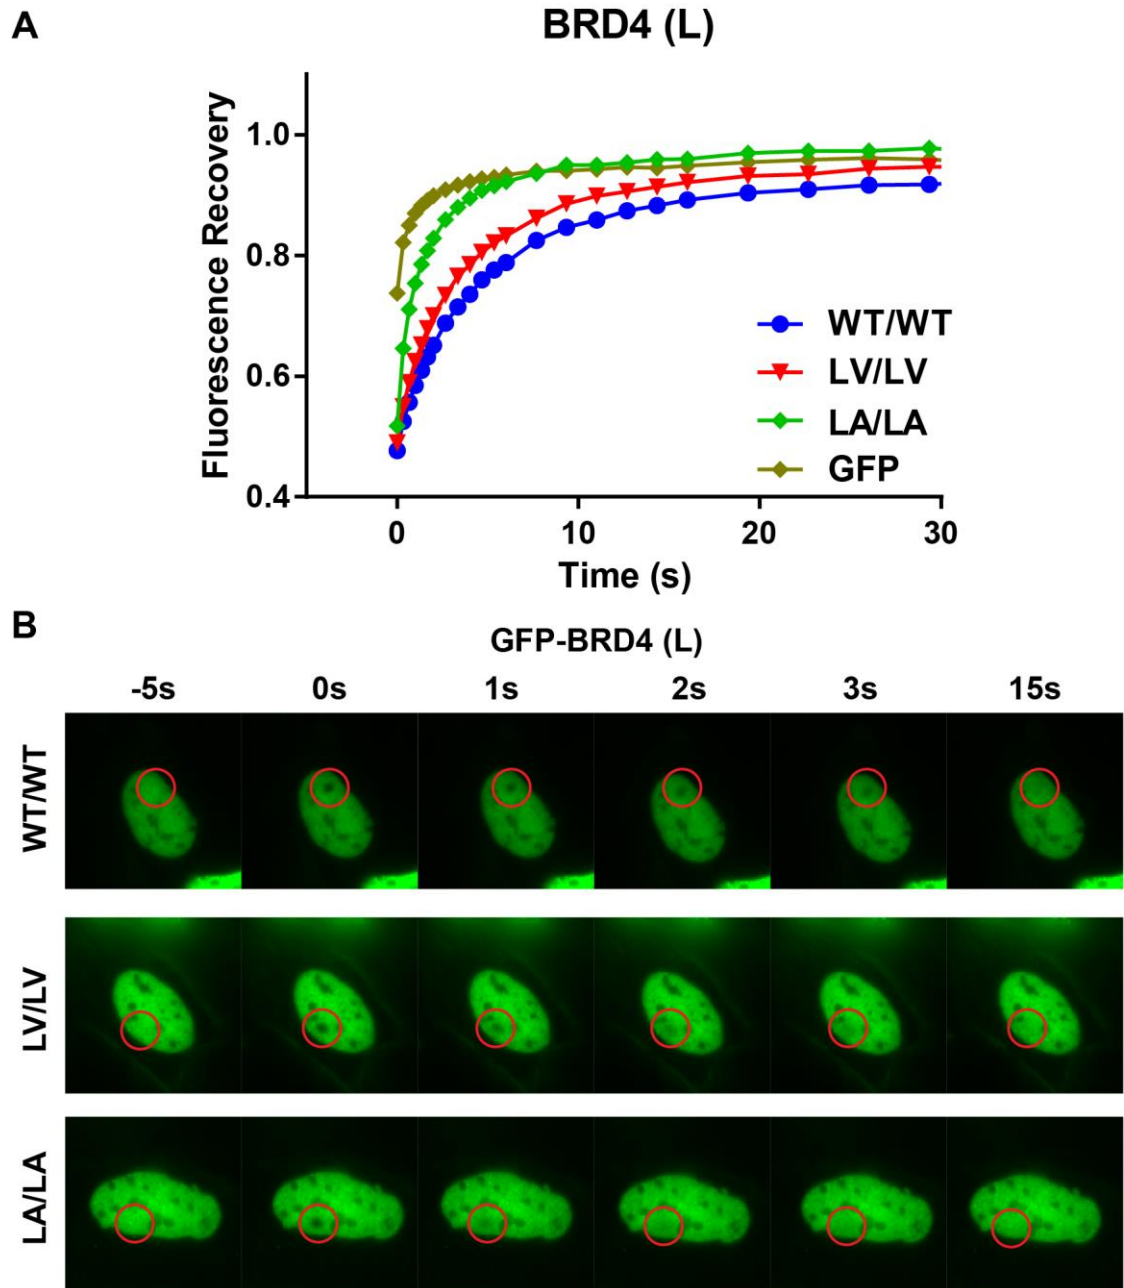 A
BRD4 (L)
Fluorescence Recovery
1.0
0.8
0.6
0.4
0
10
20
30
Time (s)
WT/WT
LV/LV
LA/LA
GFP
B
GFP-BRD4 (L)
-5s 0s 1s 2s 3s 15s
WT/WT
LV/LV
LA/LA